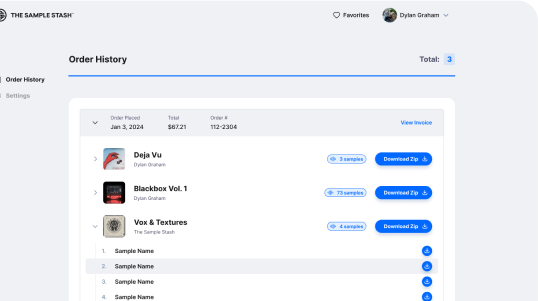 THE SAMPLE STASH
Favorites
Dylan Graham
Order History
Total: 3
Order History
Settings
Order Placed Total Order #
Jan 3, 2024 $67.21 112-2304
View Invoice
Deja Vu
Dylan Graham
3 samples
Download Zip
Blackbox Vol. 1
Dylan Graham
73 samples
Download Zip
Vox & Textures
The Sample Stash
4 samples
Download Zip
1. Sample Name
2. Sample Name
3. Sample Name
4. Sample Name